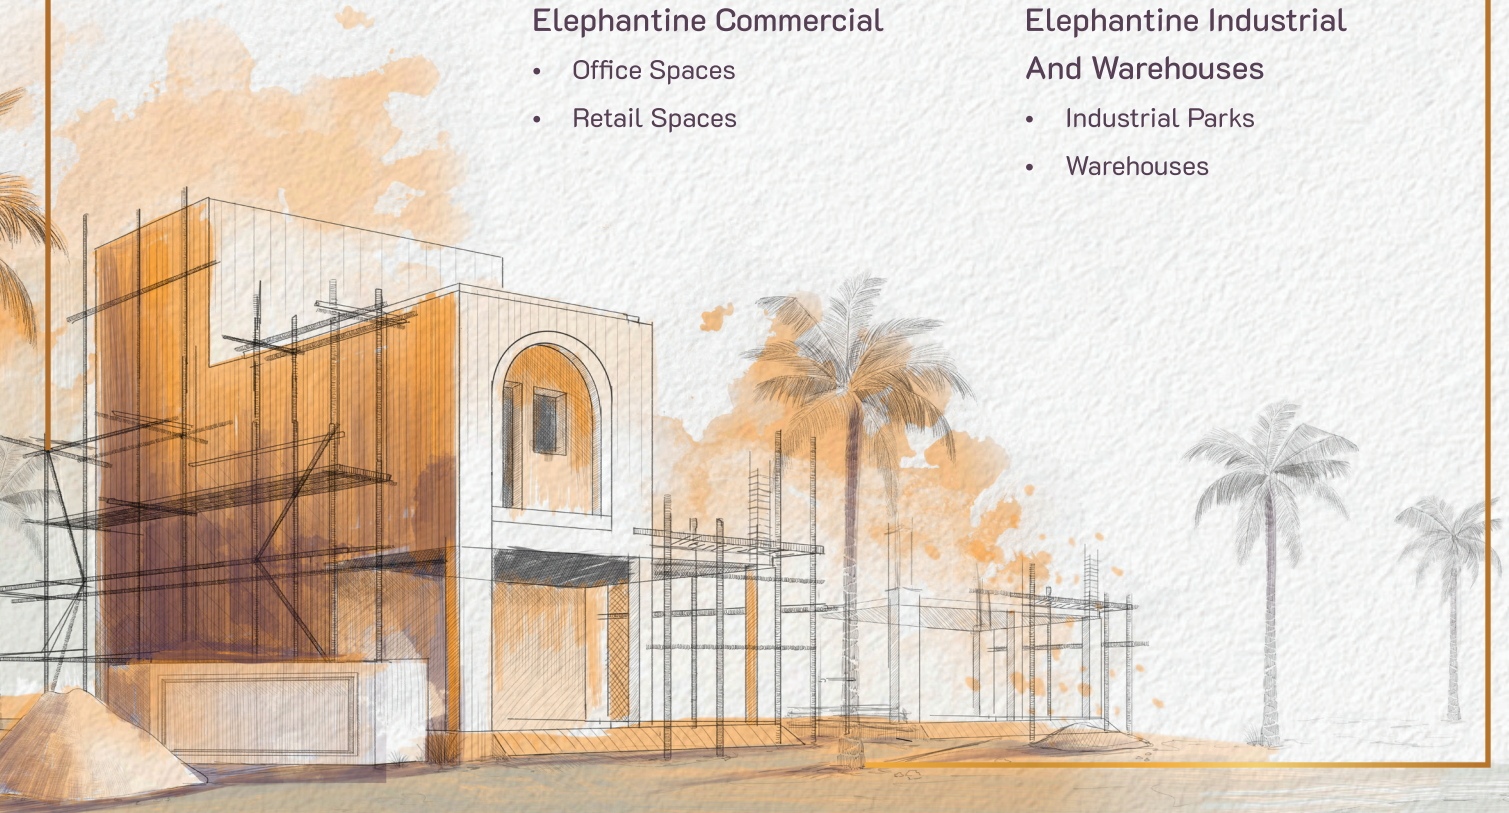 Elephantine Commercial
• Office Spaces
• Retail Spaces
Elephantine Industrial
And Warehouses
• Industrial Parks
• Warehouses